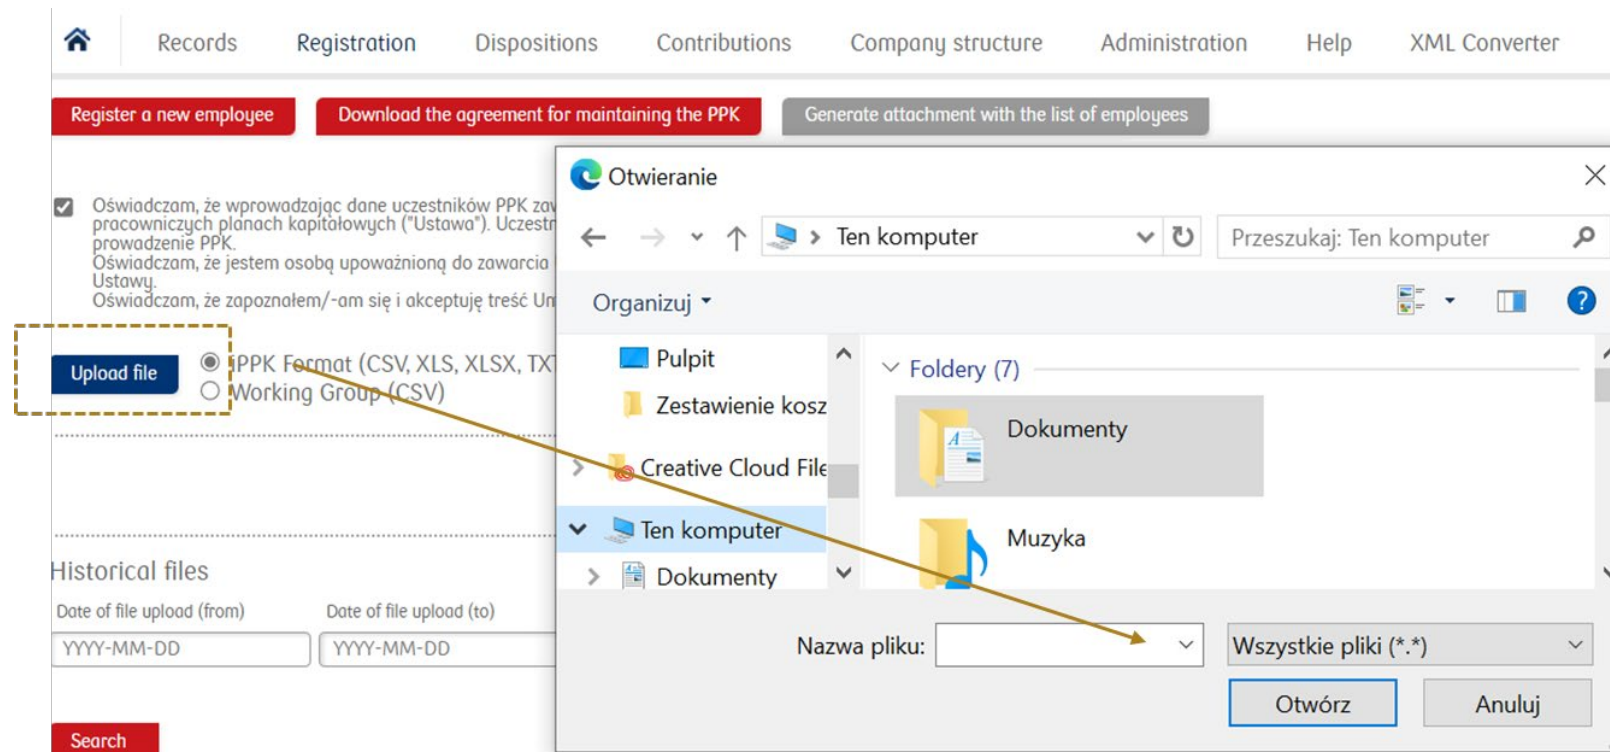 Records Registration Dispositions Contributions Company structure Administration Help XML Converter
Register a new employee Download the agreement for maintaining the PPK Generate attachment with the list of employees
Oświadczam, że wprowadzając dane uczestników PPK
pracowniczych planach kapitałowych ("Ustawa").
prowadzenie PPK.
Oświadczam, że jestem osobą upoważnioną do zawarcia
Ustawy.
Oświadczam, że zapoznałem/-am się i akceptuję treść
Upload file
iPPK Format (CSV, XLS, XLSX,
Working Group (CSV)
Historical files
Date of file upload (from) Date of file upload (to)
YYYY-MM-DD YYYY-MM-DD
Search
Otwieranie
Ten komputer Przeszukaj: Ten komputer
Organizuj
Pulpit
Zestawienie kosz
Creative Cloud File
Ten komputer
Dokumenty
Foldery (7)
Dokumenty
Muzyka
Nazwa pliku: Wszystkie pliki (*.*)
Otwórz Anuluj